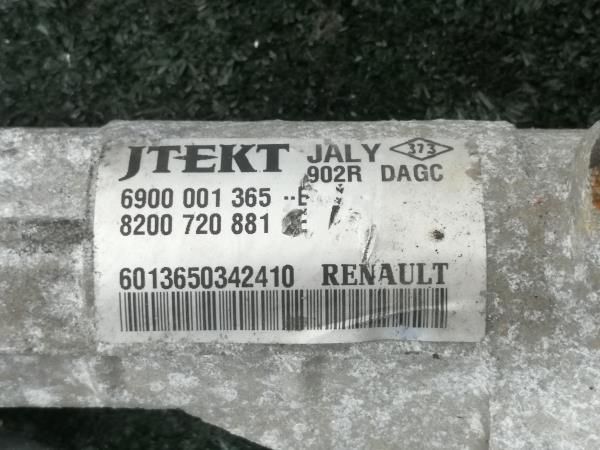 JTEKT JALY 373
902R DAGC
6900 001 365
8200 720 881
6013650342410 RENAULT